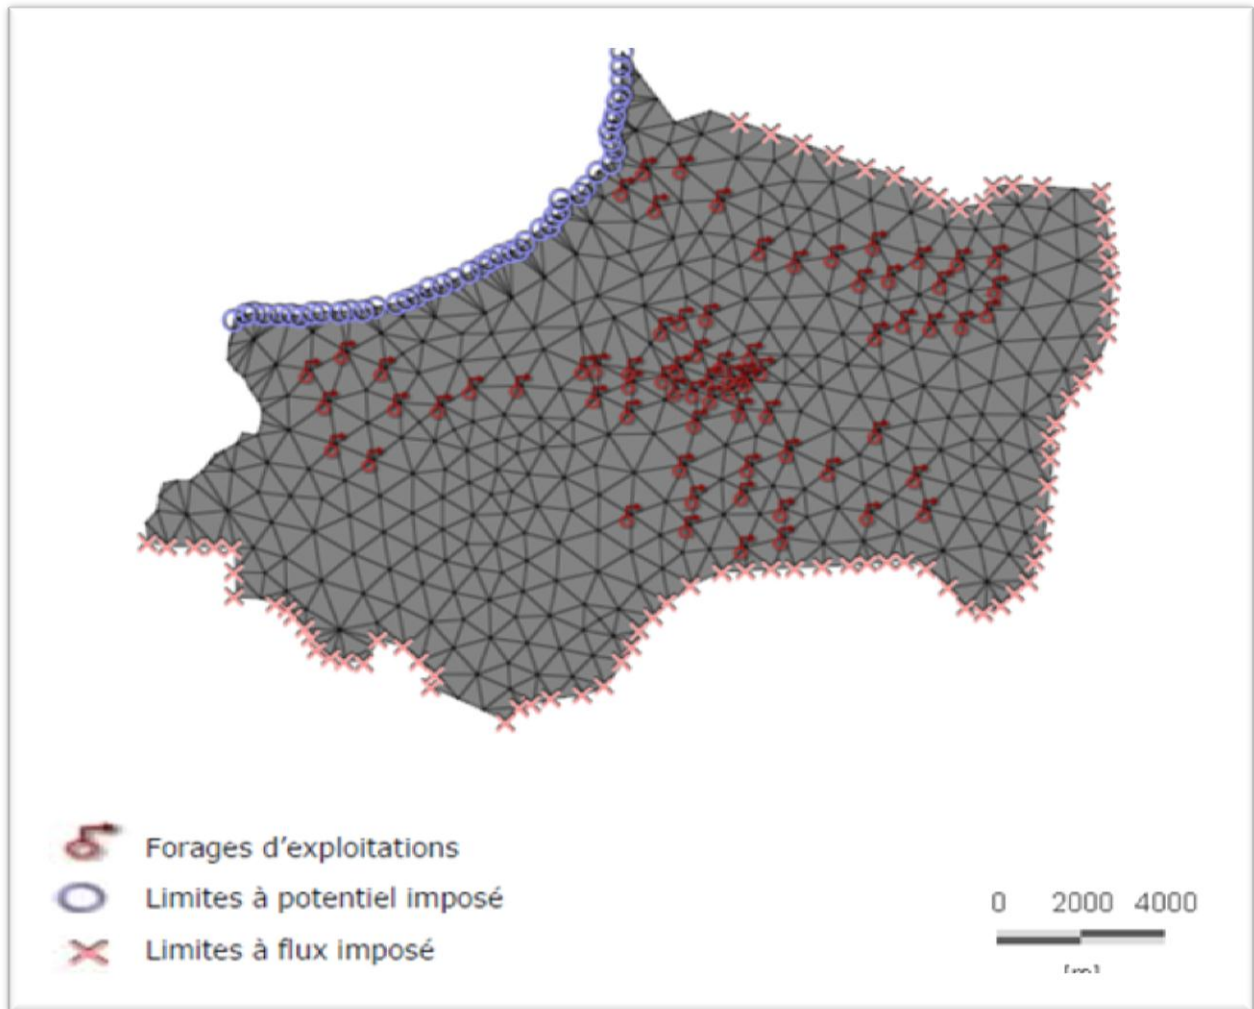 Forages d'exploitations
Limites à potentiel imposé
Limites à flux imposé
0 2000 4000
[m]